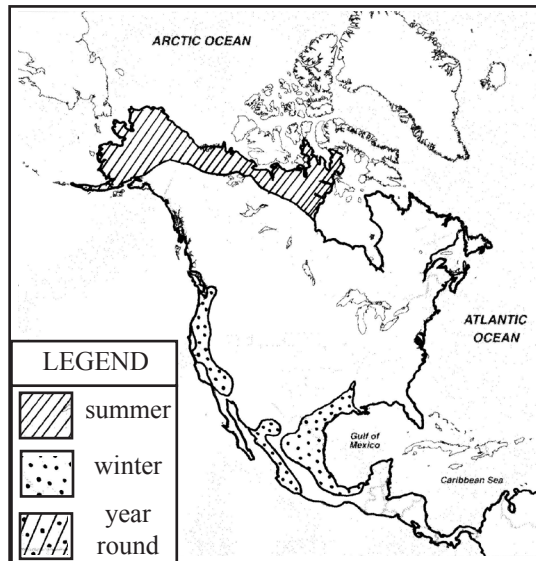 ARCTIC OCEAN
ATLANTIC
OCEAN
LEGEND
summer
winter
year
round
Gulf of
Mexico
Caribbean Sea